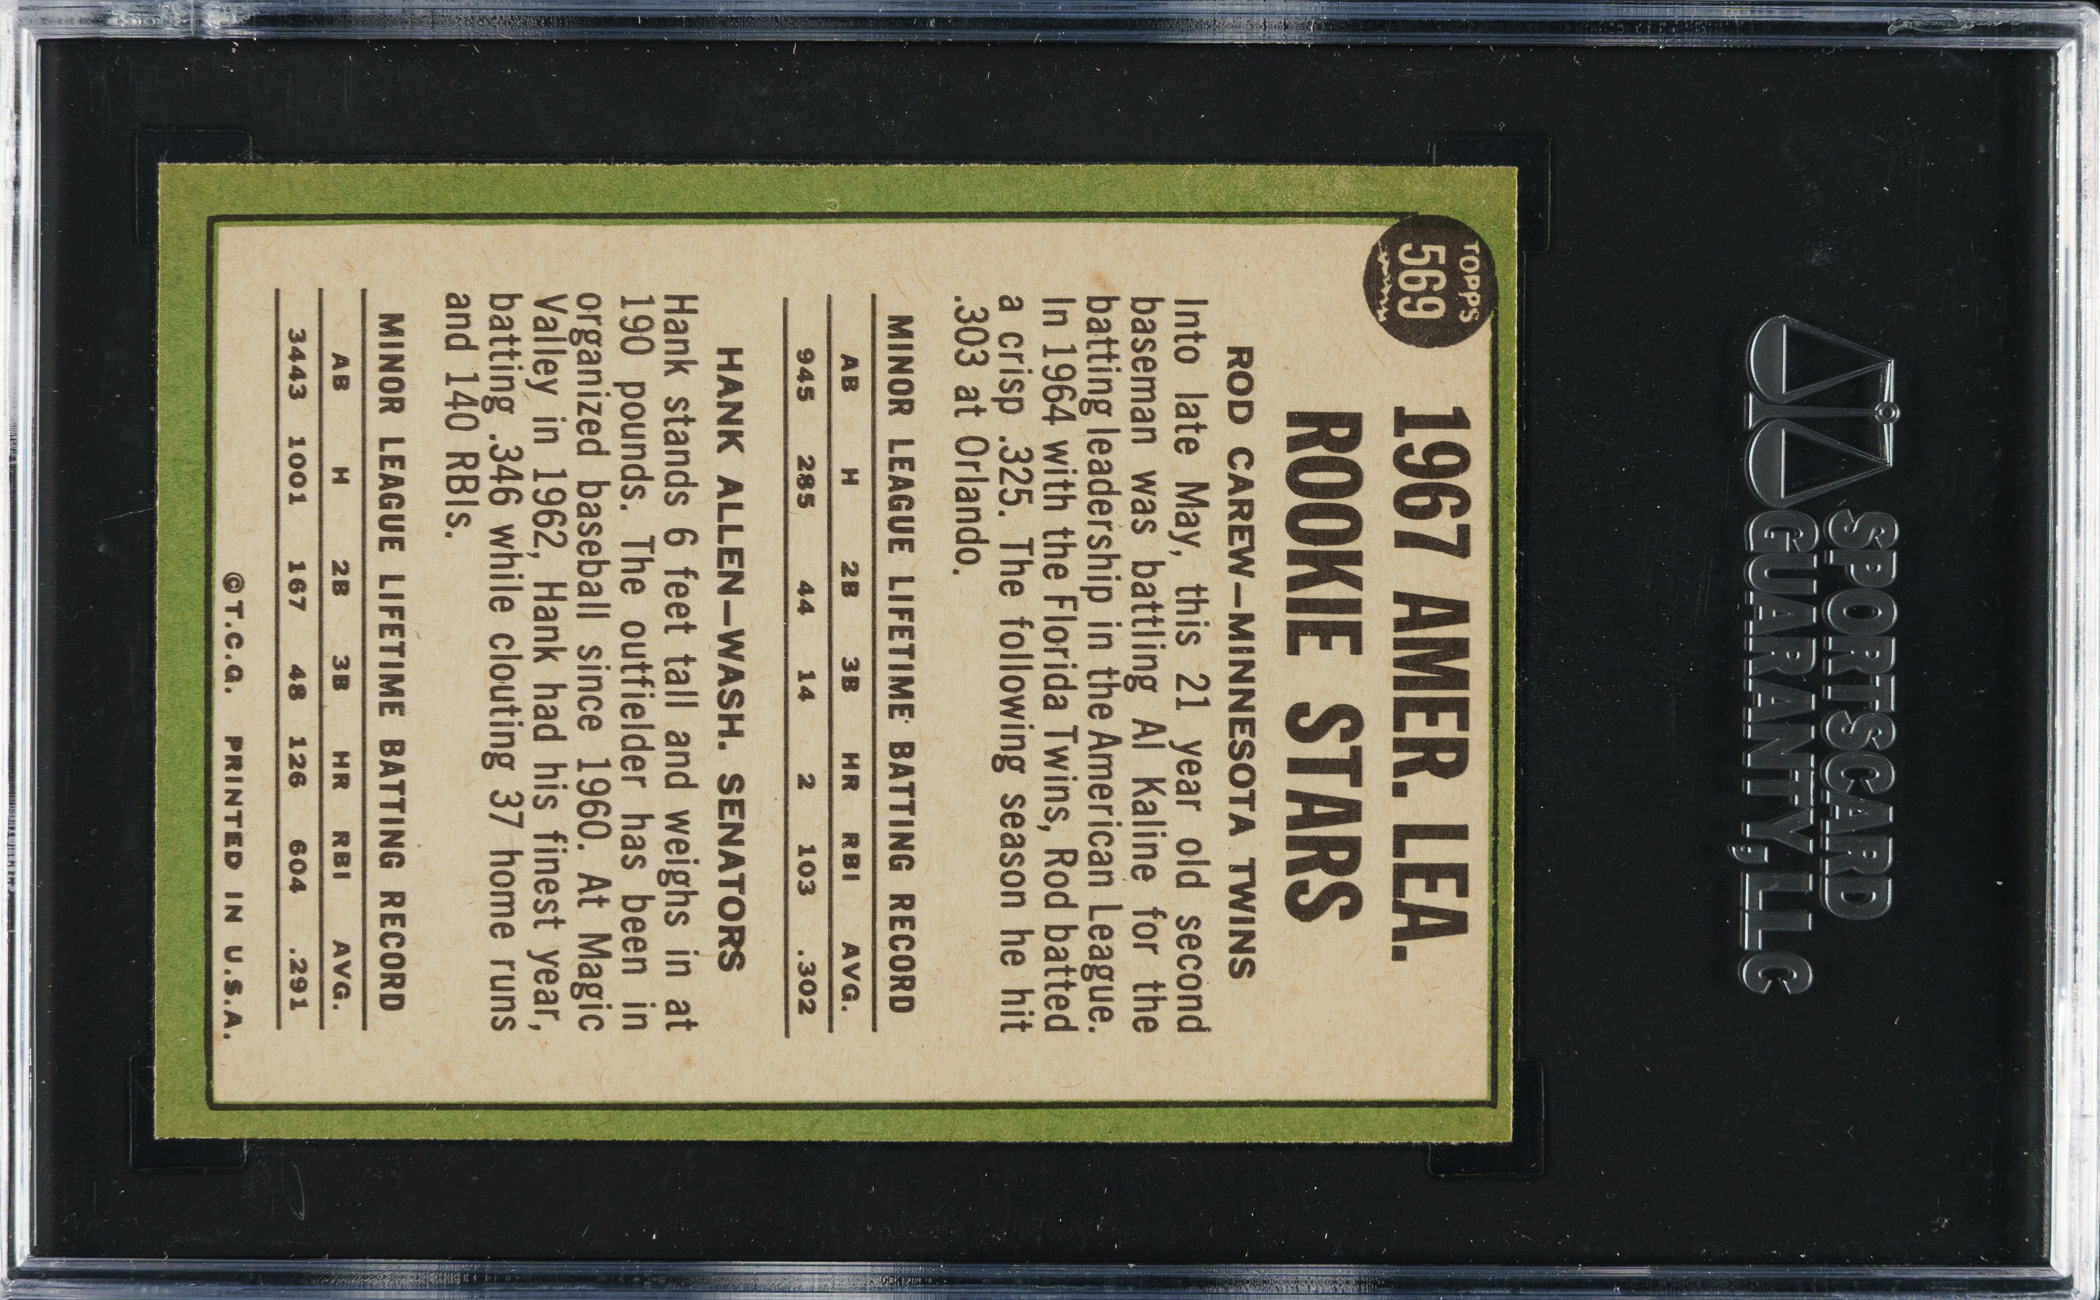 SPORTSCARD
GUARANTY, LLC
TOPPS
569
1967 AMER. LEA.
ROOKIE STARS
ROD CAREW—MINNESOTA TWINS
Into late May, this 21 year old second
baseman was battling Al Kaline for the
batting leadership in the American League.
In 1964 with the Florida Twins, Rod batted
a crisp .325. The following season he hit
.303 at Orlando.
MINOR LEAGUE LIFETIME BATTING RECORD
AB H 2B 3B HR RBI AVG.
945 285 44 14 2 103 .302
HANK ALLEN—WASH. SENATORS
Hank stands 6 feet tall and weighs in at
190 pounds. The outfielder has been in
organized baseball since 1960. At Magic
Valley in 1962, Hank had his finest year,
batting .346 while clouting 37 home runs
and 140 RBIs.
MINOR LEAGUE LIFETIME BATTING RECORD
AB H 2B 3B HR RBI AVG.
3443 1001 167 48 126 604 .291
©T.C.G. PRINTED IN U.S.A.